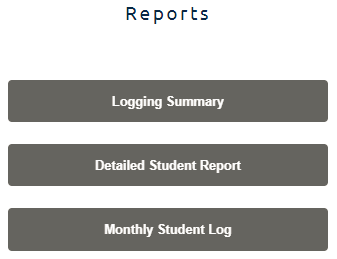 Reports
Logging Summary
Detailed Student Report
Monthly Student Log